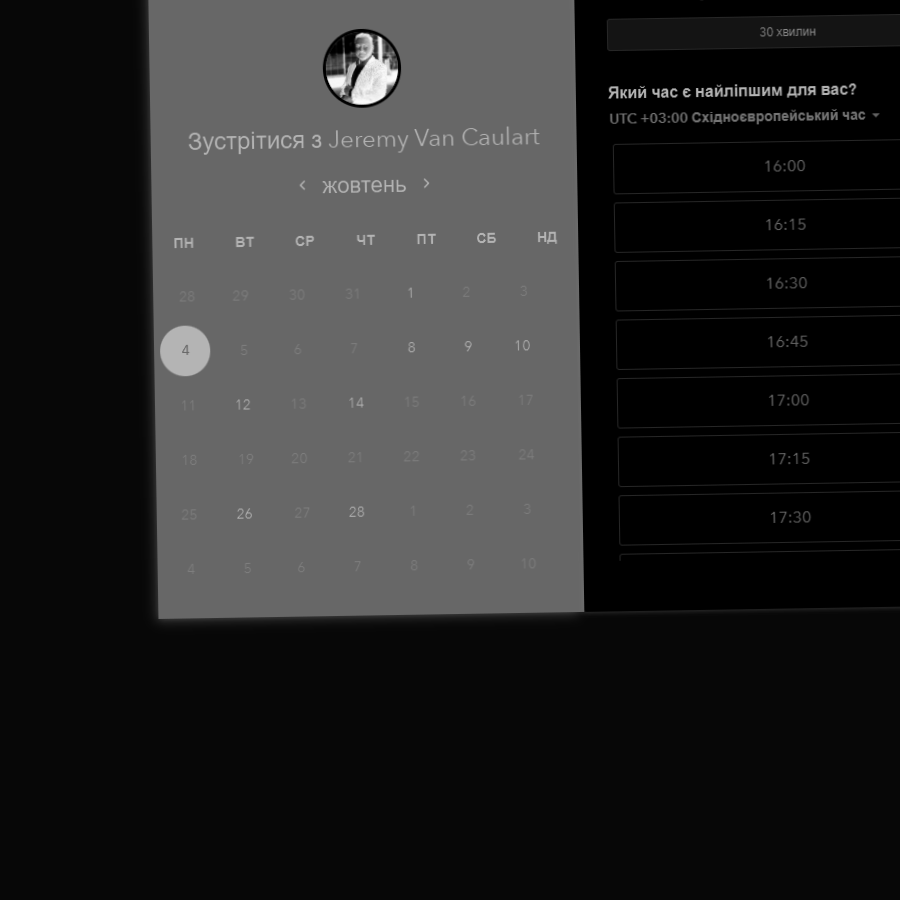 Зустрітися з Jeremy Van Caulart
‹ жовтень ›
ПН ВТ СР ЧТ ПТ СБ НД
28 29 30 31 1 2 3
4 5 6 7 8 9 10
11 12 13 14 15 16 17
18 19 20 21 22 23 24
25 26 27 28 1 2 3
4 5 6 7 8 9 10
30 хвилин
Який час є найліпшим для вас?
UTC +03:00 Східноєвропейський час
16:00
16:15
16:30
16:45
17:00
17:15
17:30